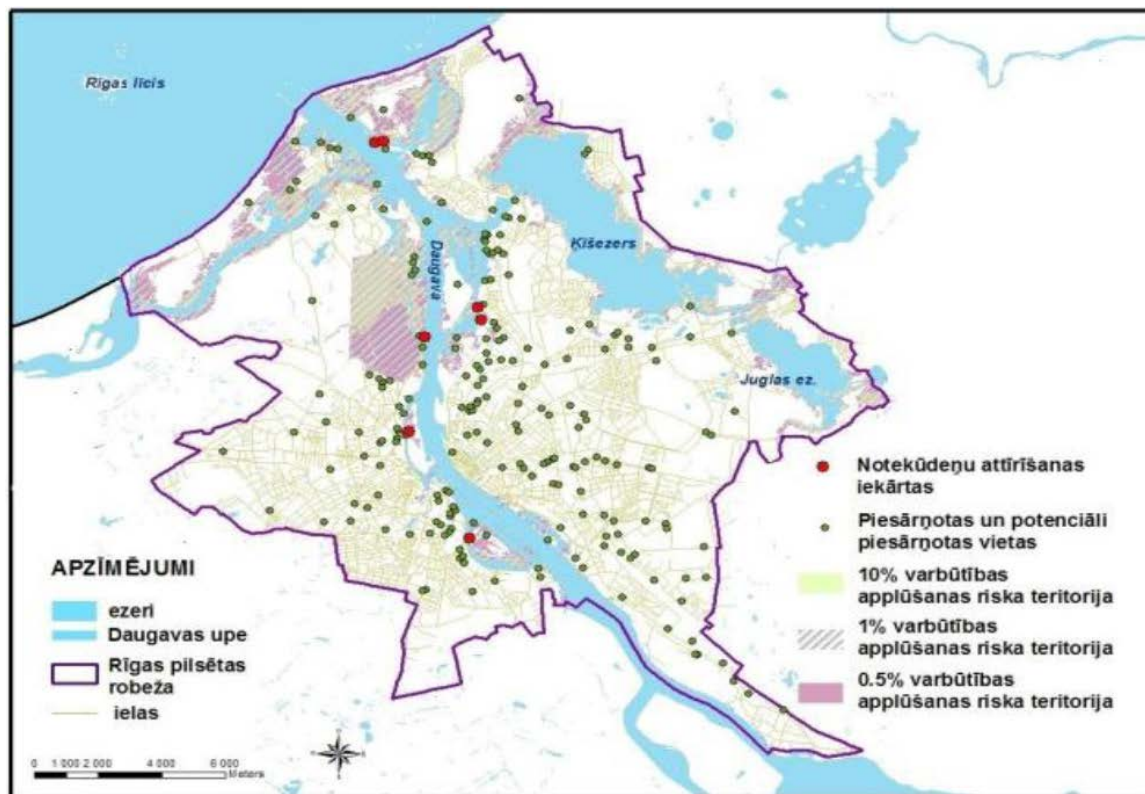 Rīgas līcis
Ķīšezers
Daugava
Juglas ez.
Notekūdeņu attīrīšanas
iekārtas
Piesārņotas un potenciāli
piesārņotas vietas
10% varbūtības
applūšanas riska teritorija
1% varbūtības
applūšanas riska teritorija
0.5% varbūtības
applūšanas riska teritorija
APZĪMĒJUMI
ezeri
Daugavas upe
Rīgas pilsētas
robeža
ielas
0 1 000 2 000 4 000 6 000
Meters